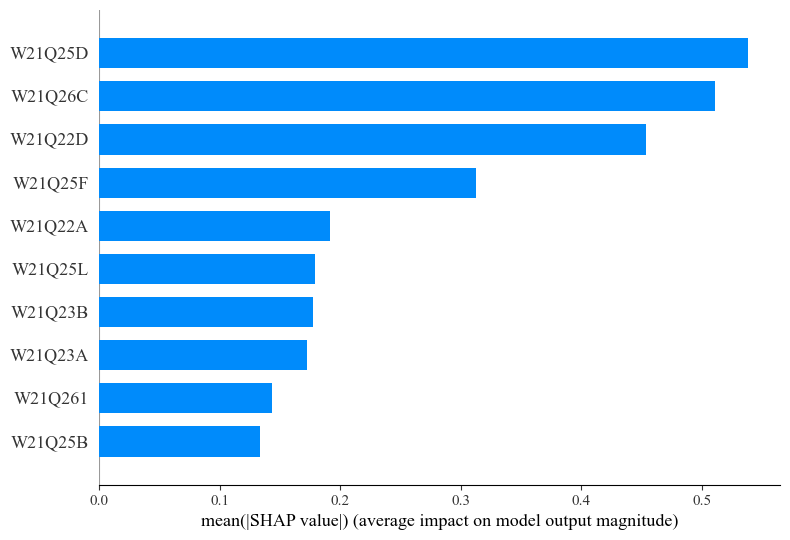 W21Q25D
W21Q26C
W21Q22D
W21Q25F
W21Q22A
W21Q25L
W21Q23B
W21Q23A
W21Q261
W21Q25B
0.0 0.1 0.2 0.3 0.4 0.5
mean(|SHAP value|) (average impact on model output magnitude)